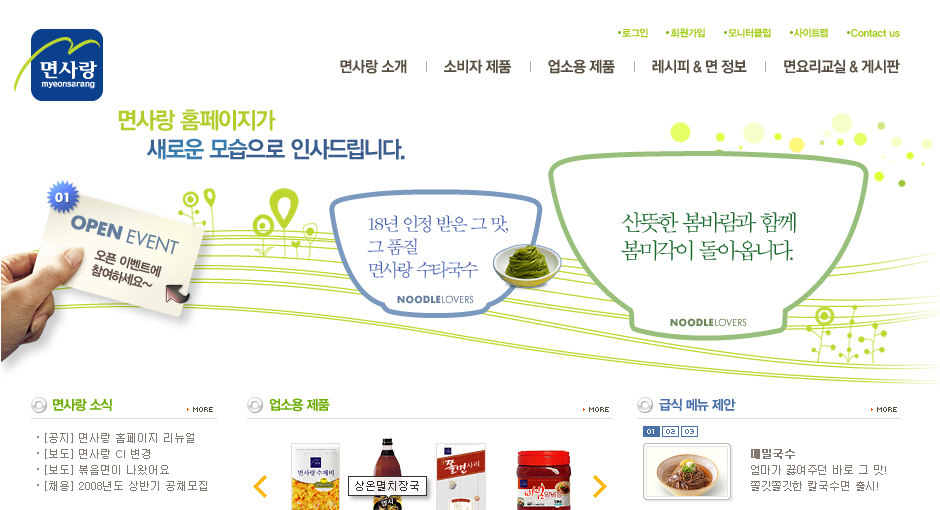 •로그인 •회원가입 •모니터클럽 •사이트맵 •Contact us
면사랑
myeonsarang
면사랑 소개 | 소비자 제품 | 업소용 제품 | 레시피 & 면 정보 | 면요리교실 & 게시판
면사랑 홈페이지가
새로운 모습으로 인사드립니다.
01
OPEN EVENT
오픈 이벤트에
참여하세요~
18년 인정 받은 그 맛,
그 품질
면사랑 수타국수
NOODLELOVERS
산뜻한 봄바람과 함께
봄미각이 돌아옵니다.
NOODLELOVERS
면사랑 소식
MORE
·[공지] 면사랑 홈페이지 리뉴얼
·[보도] 면사랑 CI 변경
·[보도] 볶음면이 나왔어요
·[채용] 2008년도 상반기 공채모집
업소용 제품
MORE
면사랑 수제비
쫄면사리
상온멸치장국
급식 메뉴 제안
MORE
01 02 03
메밀국수
엄마가 끓여주던 바로 그 맛!
쫄깃쫄깃한 칼국수면 출시!